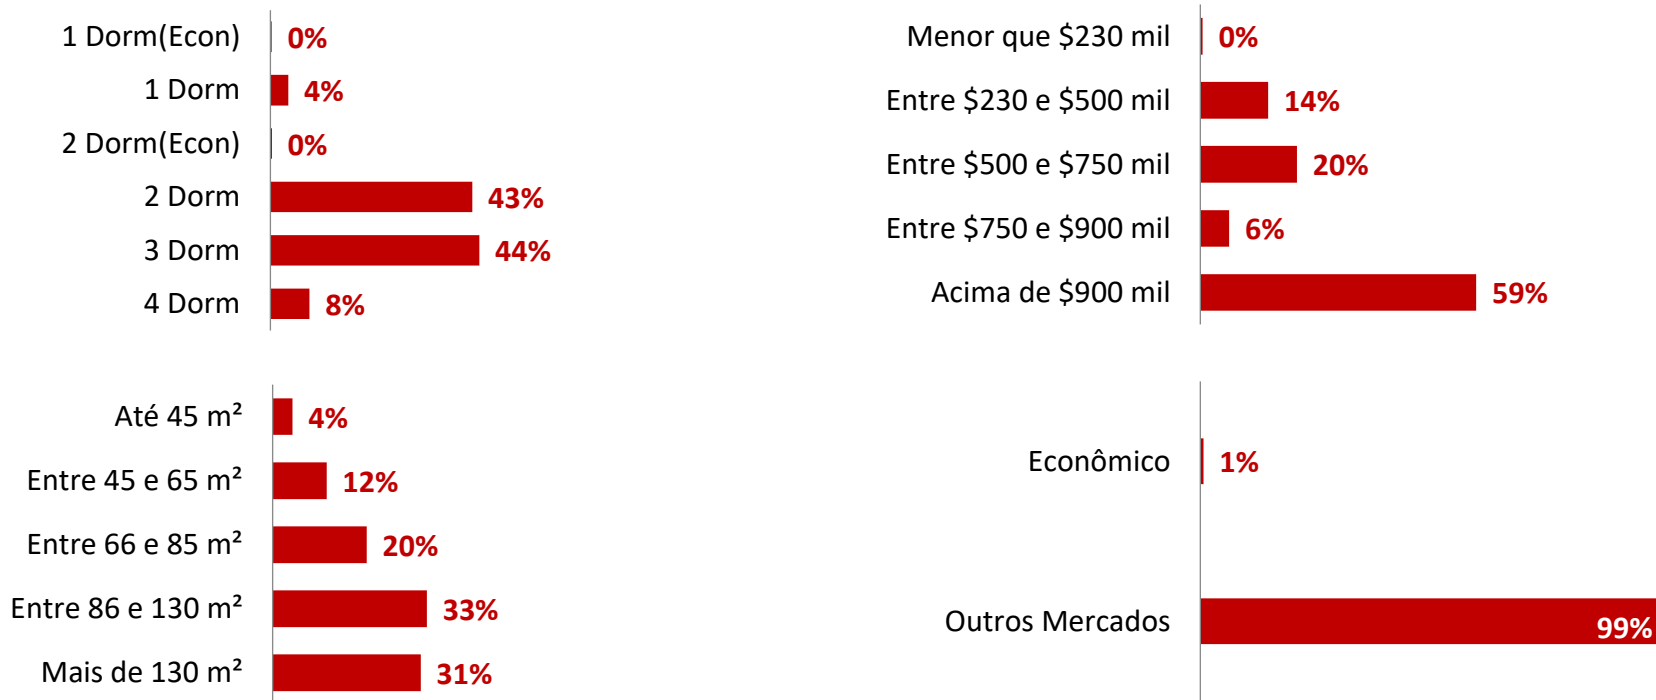 1 Dorm(Econ) 0%
1 Dorm 4%
2 Dorm(Econ) 0%
2 Dorm 43%
3 Dorm 44%
4 Dorm 8%
Menor que $230 mil 0%
Entre $230 e $500 mil 14%
Entre $500 e $750 mil 20%
Entre $750 e $900 mil 6%
Acima de $900 mil 59%
Até 45 m² 4%
Entre 45 e 65 m² 12%
Entre 66 e 85 m² 20%
Entre 86 e 130 m² 33%
Mais de 130 m² 31%
Econômico 1%
Outros Mercados 99%